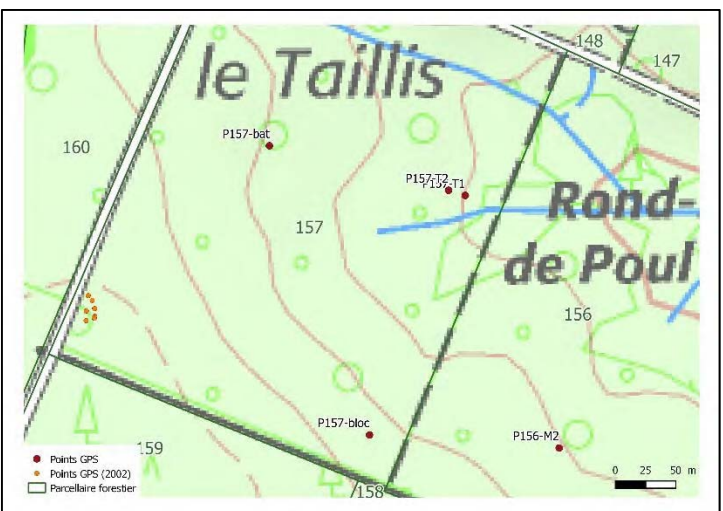 le Taillis
148
147
P157-bat
160
P157-T2
P157-T1
157
Rond-
de Poul
156
P157-bloc
P156-M2
159
158
Points GPS
Points GPS (2002)
Parcellaire forestier
0 25 50 m